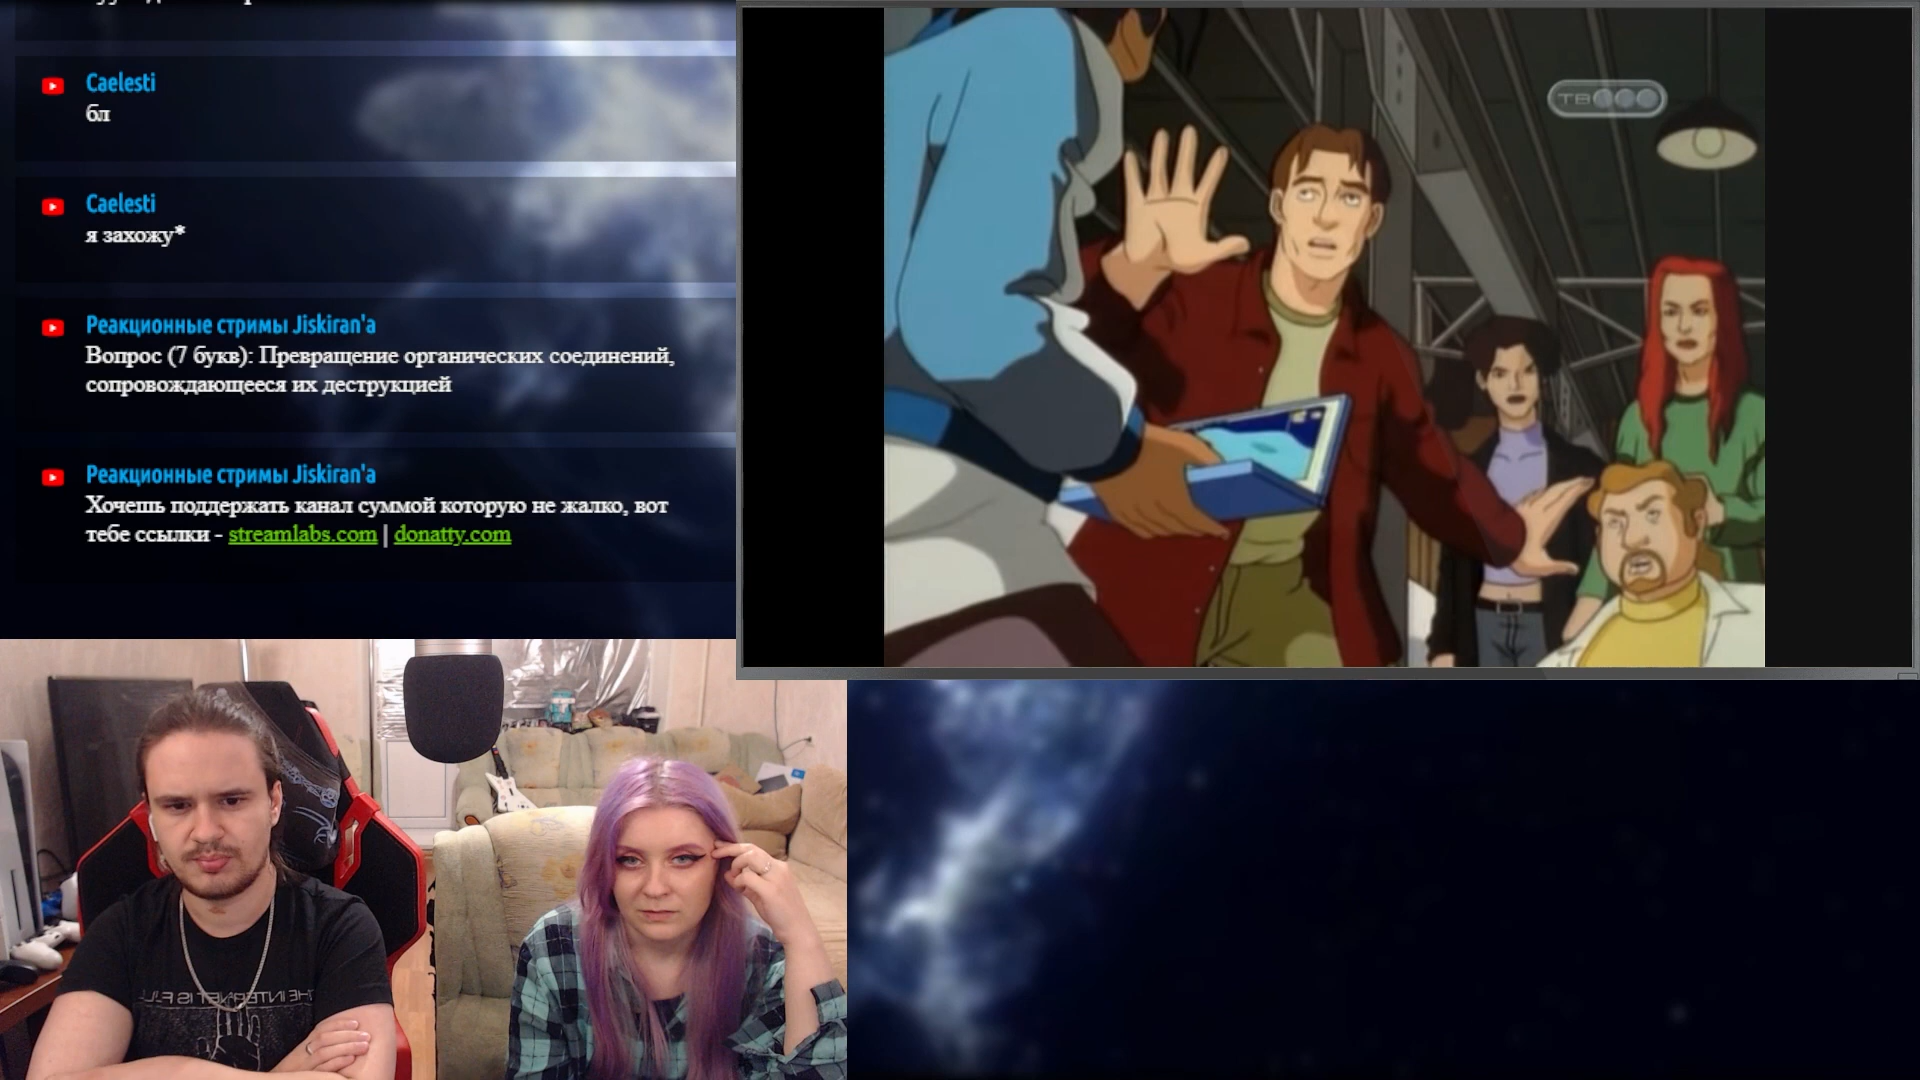 Caelesti
бл
Caelesti
я захожу*
Реакционные стримы Jiskiran'a
Вопрос (7 букв): Превращение органических соединений,
сопровождающееся их деструкцией
Реакционные стримы Jiskiran'a
Хочешь поддержать канал суммой которую не жалко, вот
тебе ссылки - streamlabs.com | donatty.com
ТВ